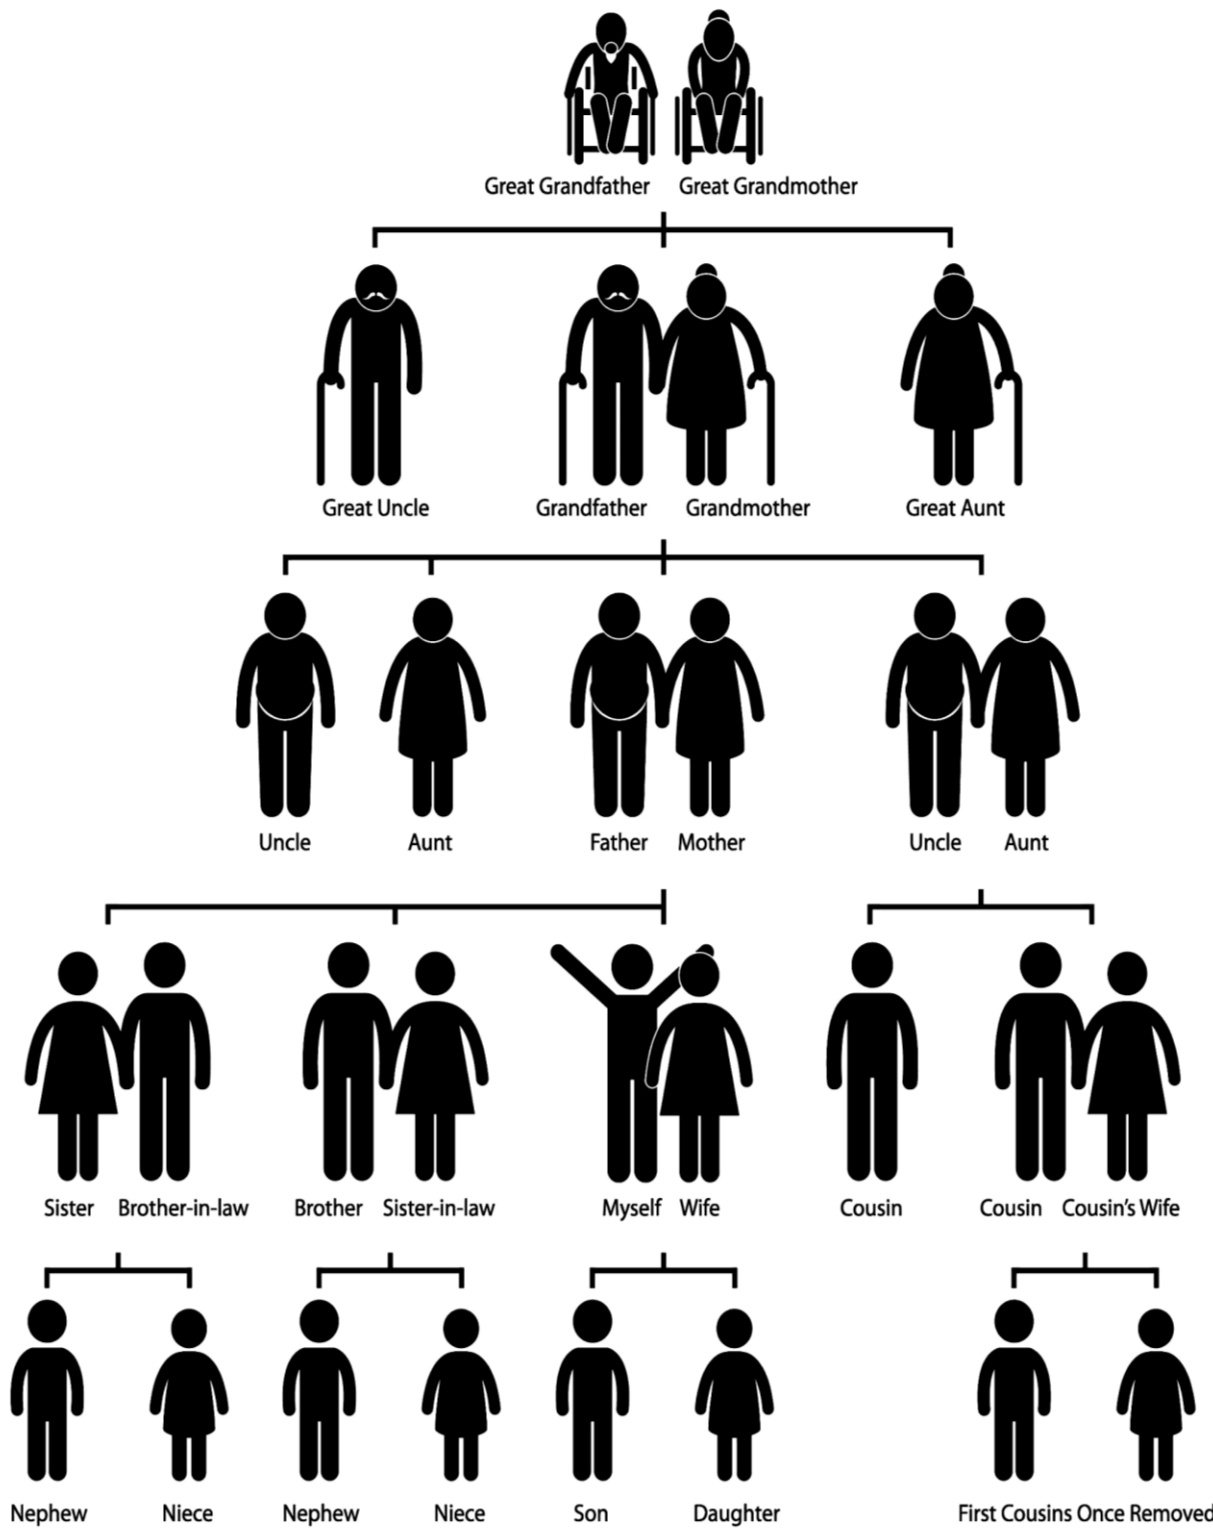 Great Grandfather Great Grandmother
Great Uncle Grandfather Grandmother Great Aunt
Uncle Aunt Father Mother Uncle Aunt
Sister Brother-in-law Brother Sister-in-law Myself Wife Cousin Cousin Cousin's Wife
Nephew Niece Nephew Niece Son Daughter First Cousins Once Removed